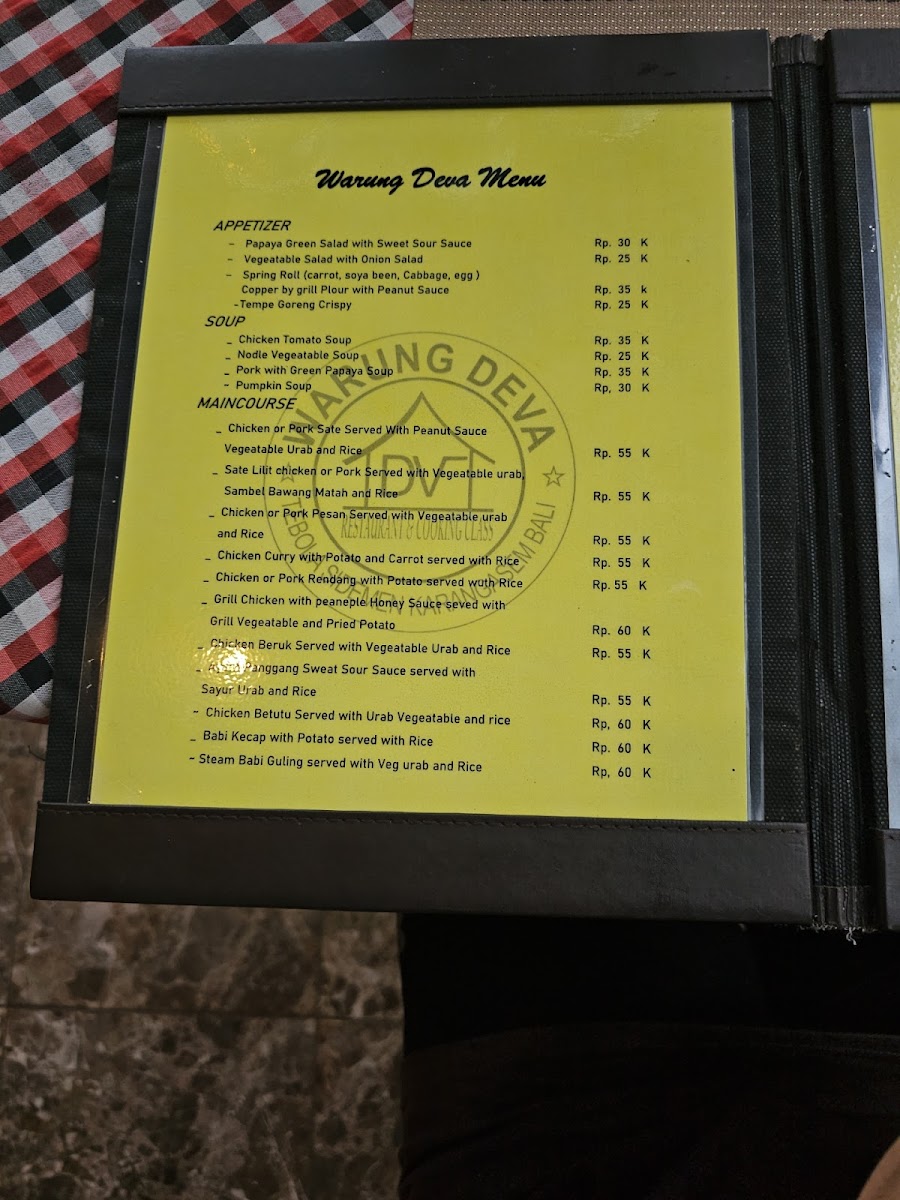 Warung Deva Menu
APPETIZER
– Papaya Green Salad with Sweet Sour Sauce Rp. 30 K
- Vegeatable Salad with Onion Salad Rp. 25 K
– Spring Roll (carrot, soya been, Cabbage, egg )
Copper by grill Plour with Peanut Sauce Rp. 35 k
-Tempe Goreng Crispy Rp. 25 K
SOUP
_ Chicken Tomato Soup Rp. 35 K
_ Nodle Vegeatable Soup Rp. 25 K
_ Pork with Green Papaya Soup Rp. 35 K
– Pumpkin Soup Rp, 30 K
MAINCOURSE
_ Chicken or Pork Sate Served With Peanut Sauce
Vegeatable Urab and Rice Rp. 55 K
_ Sate Lilit chicken or Pork Served with Vegeatable urab,
Sambel Bawang Matah and Rice Rp. 55 K
_ Chicken or Pork Pesan Served with Vegeatable urab
and Rice Rp. 55 K
_ Chicken Curry with Potato and Carrot served with Rice Rp. 55 K
_ Chicken or Pork Rendang with Potato served wuth Rice Rp. 55 K
_ Grill Chicken with peaneple Honey Sauce seved with
Grill Vegeatable and Pried Potato Rp. 60 K
_ Chicken Beruk Served with Vegeatable Urab and Rice Rp. 55 K
_ Panggang Sweat Sour Sauce served with
Sayur Urab and Rice Rp. 55 K
~ Chicken Betutu Served with Urab Vegeatable and rice Rp, 60 K
_ Babi Kecap with Potato served with Rice Rp. 60 K
~ Steam Babi Guling served with Veg urab and Rice Rp, 60 K
WARUNG DEVA
DV
RESTAURANT & COOKING CLASS
TEBOLA SIDEMEN KARANGASEM BALI